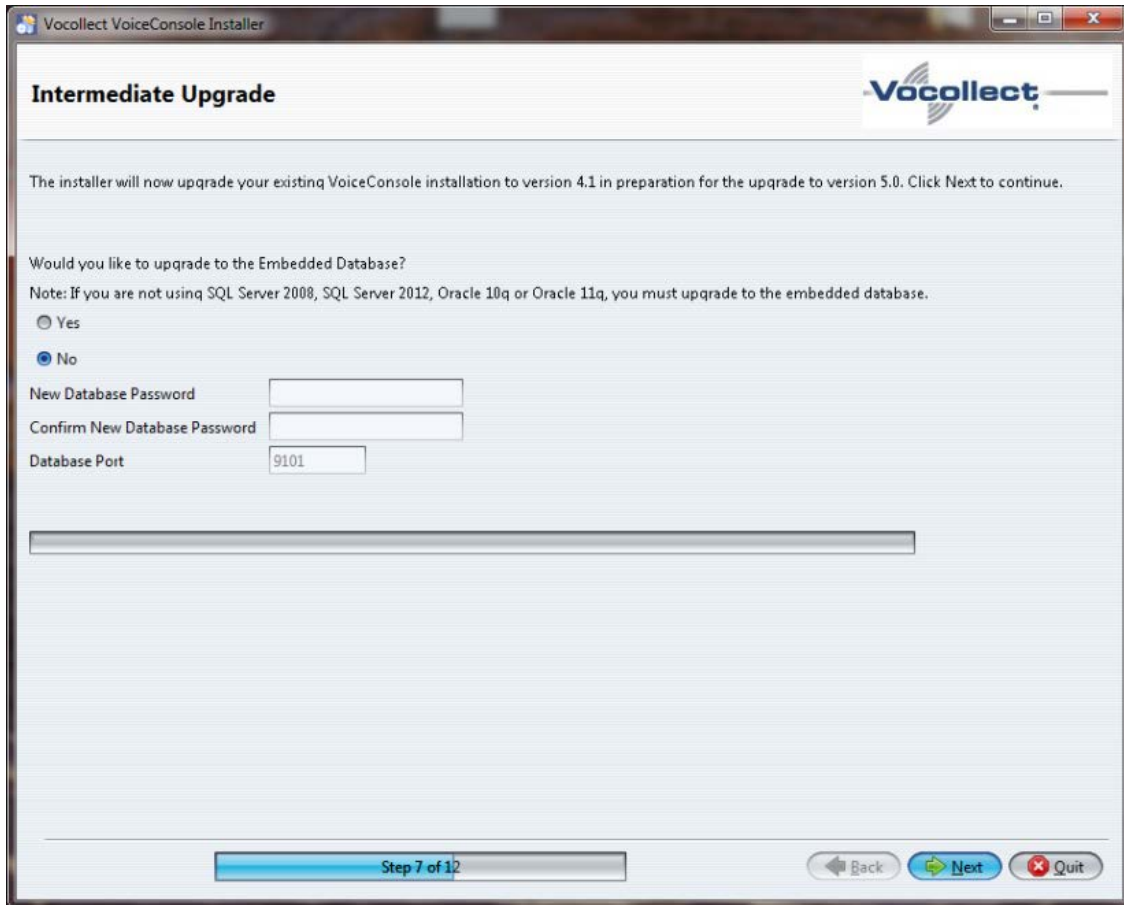 Vocollect VoiceConsole Installer
Intermediate Upgrade
Vocollect
The installer will now upgrade your existing VoiceConsole installation to version 4.1 in preparation for the upgrade to version 5.0. Click Next to continue.
Would you like to upgrade to the Embedded Database?
Note: If you are not using SQL Server 2008, SQL Server 2012, Oracle 10g or Oracle 11g, you must upgrade to the embedded database.
Yes
No
New Database Password
Confirm New Database Password
Database Port 9101
Step 7 of 12 Back Next Quit